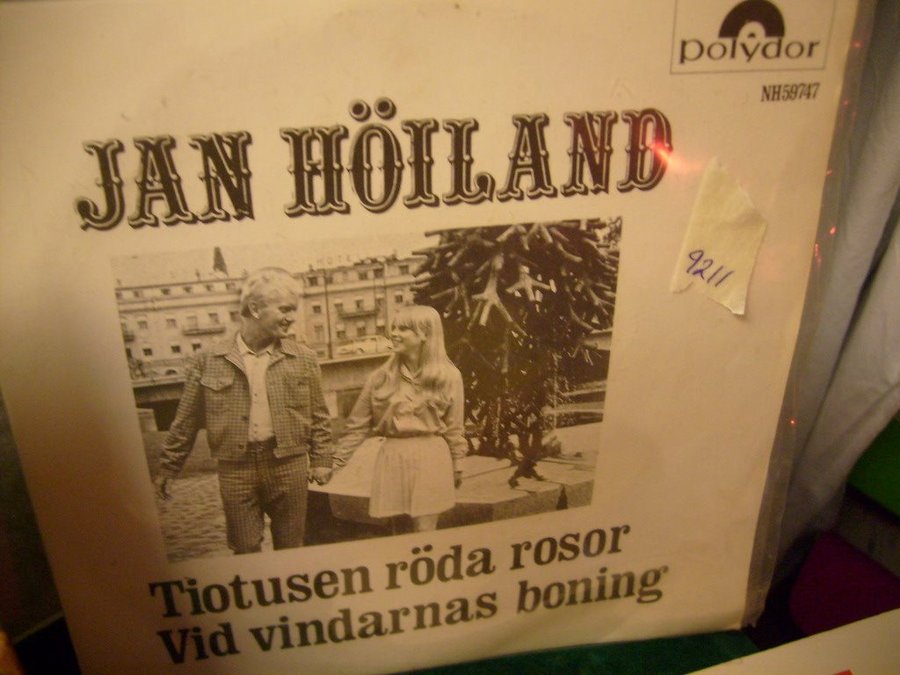 polydor
NH59747
JAN HÖILAND
9211
Tiotusen röda rosor
Vid vindarnas boning